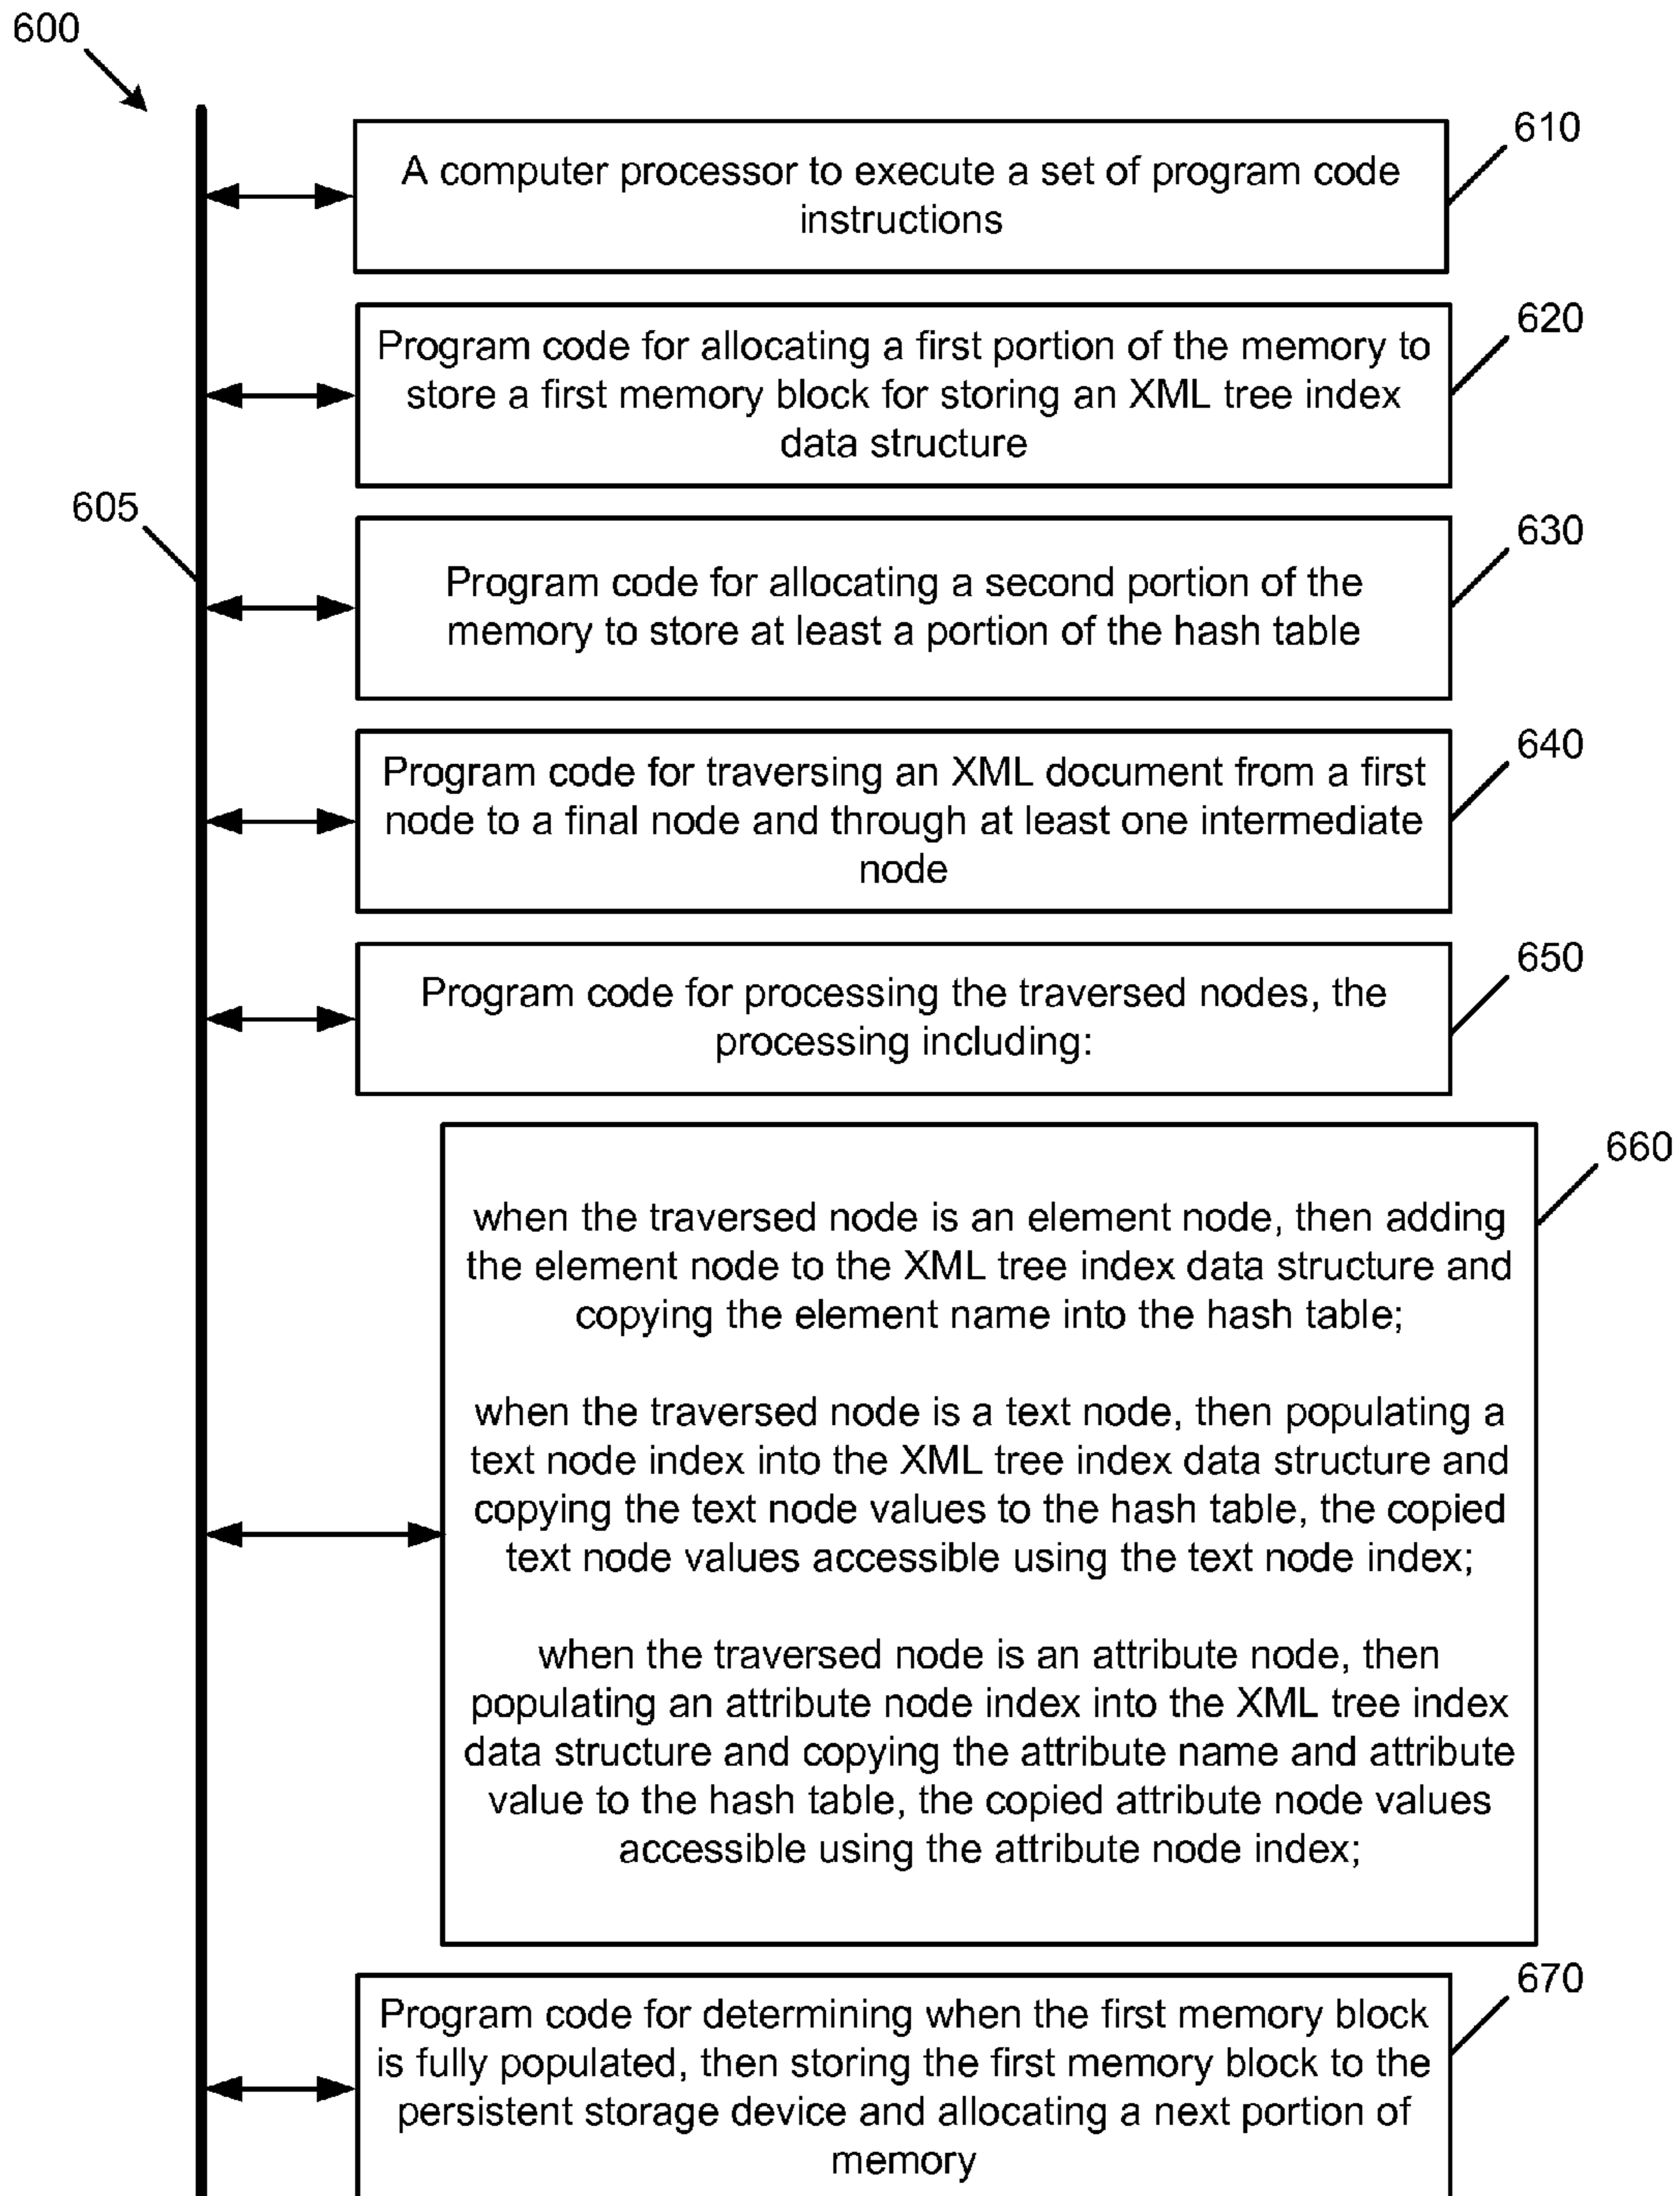 600
610
A computer processor to execute a set of program code
instructions
620
Program code for allocating a first portion of the memory to
store a first memory block for storing an XML tree index
data structure
605
630
Program code for allocating a second portion of the
memory to store at least a portion of the hash table
640
Program code for traversing an XML document from a first
node to a final node and through at least one intermediate
node
650
Program code for processing the traversed nodes, the
processing including:
660
when the traversed node is an element node, then adding
the element node to the XML tree index data structure and
copying the element name into the hash table;
when the traversed node is a text node, then populating a
text node index into the XML tree index data structure and
copying the text node values to the hash table, the copied
text node values accessible using the text node index;
when the traversed node is an attribute node, then
populating an attribute node index into the XML tree index
data structure and copying the attribute name and attribute
value to the hash table, the copied attribute node values
accessible using the attribute node index;
670
Program code for determining when the first memory block
is fully populated, then storing the first memory block to the
persistent storage device and allocating a next portion of
memory